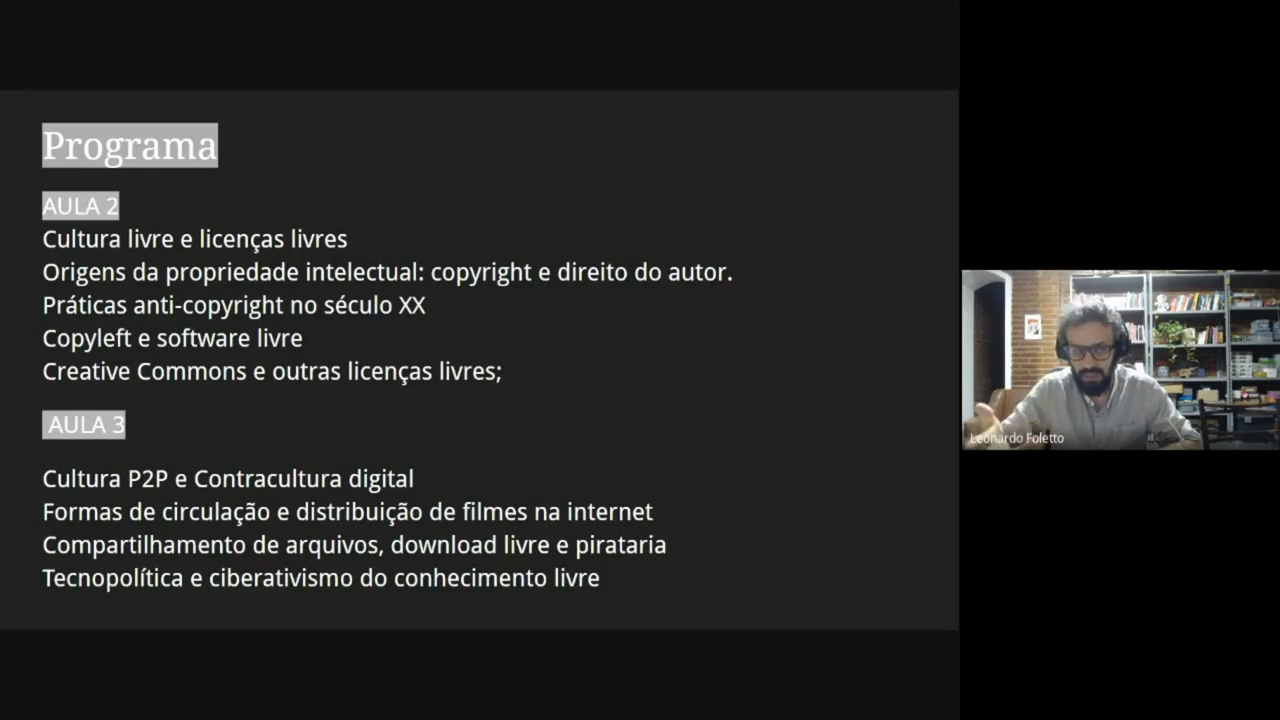 Programa
AULA 2
Cultura livre e licenças livres
Origens da propriedade intelectual: copyright e direito do autor.
Práticas anti-copyright no século XX
Copyleft e software livre
Creative Commons e outras licenças livres;
AULA 3
Cultura P2P e Contracultura digital
Formas de circulação e distribuição de filmes na internet
Compartilhamento de arquivos, download livre e pirataria
Tecnopolítica e ciberativismo do conhecimento livre
Leonardo Foletto